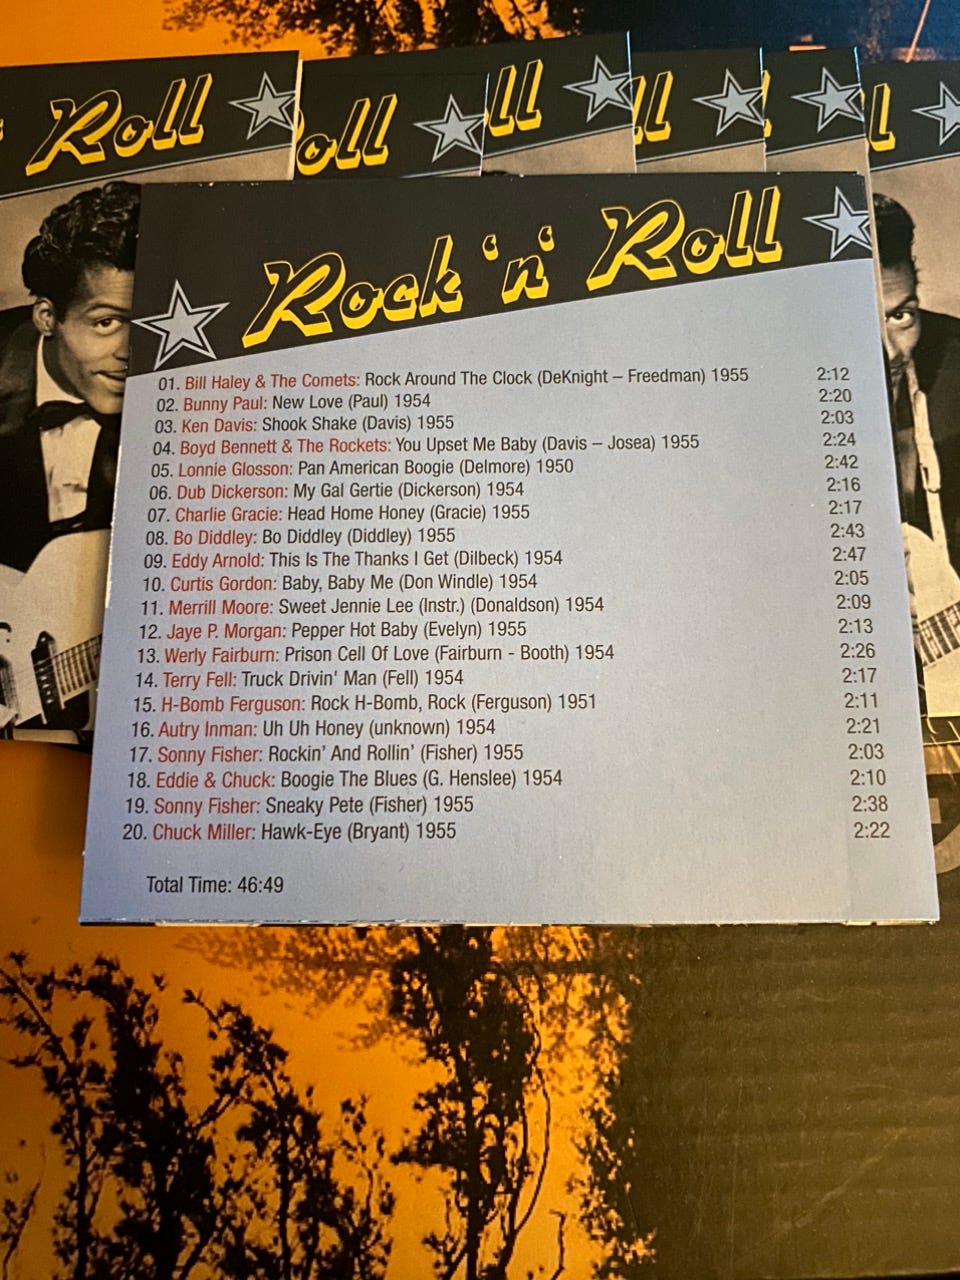 Roll
oll
ll
ll
l
Rock 'n' Roll
01. Bill Haley & The Comets: Rock Around The Clock (DeKnight – Freedman) 1955 2:12
02. Bunny Paul: New Love (Paul) 1954 2:20
03. Ken Davis: Shook Shake (Davis) 1955 2:03
04. Boyd Bennett & The Rockets: You Upset Me Baby (Davis – Josea) 1955 2:24
05. Lonnie Glosson: Pan American Boogie (Delmore) 1950 2:42
06. Dub Dickerson: My Gal Gertie (Dickerson) 1954 2:16
07. Charlie Gracie: Head Home Honey (Gracie) 1955 2:17
08. Bo Diddley: Bo Diddley (Diddley) 1955 2:43
09. Eddy Arnold: This Is The Thanks I Get (Dilbeck) 1954 2:47
10. Curtis Gordon: Baby, Baby Me (Don Windle) 1954 2:05
11. Merrill Moore: Sweet Jennie Lee (Instr.) (Donaldson) 1954 2:09
12. Jaye P. Morgan: Pepper Hot Baby (Evelyn) 1955 2:13
13. Werly Fairburn: Prison Cell Of Love (Fairburn - Booth) 1954 2:26
14. Terry Fell: Truck Drivin' Man (Fell) 1954 2:17
15. H-Bomb Ferguson: Rock H-Bomb, Rock (Ferguson) 1951 2:11
16. Autry Inman: Uh Uh Honey (unknown) 1954 2:21
17. Sonny Fisher: Rockin' And Rollin' (Fisher) 1955 2:03
18. Eddie & Chuck: Boogie The Blues (G. Henslee) 1954 2:10
19. Sonny Fisher: Sneaky Pete (Fisher) 1955 2:38
20. Chuck Miller: Hawk-Eye (Bryant) 1955 2:22
Total Time: 46:49